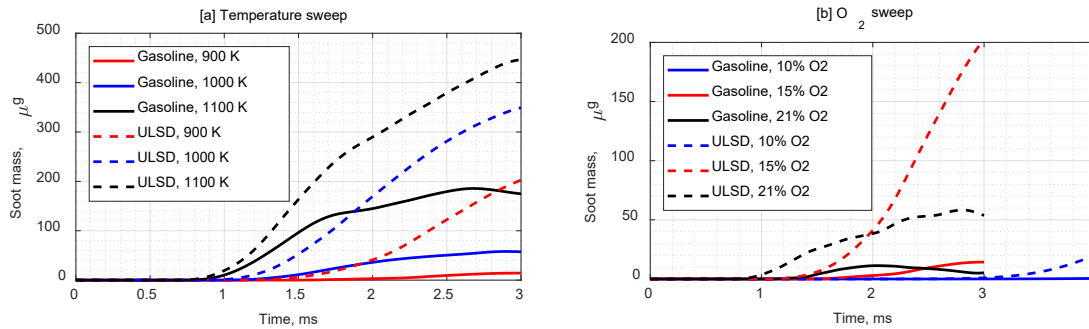 [a] Temperature sweep
500
400
300
200
100
0
Soot mass, μg
Gasoline, 900 K
Gasoline, 1000 K
Gasoline, 1100 K
ULSD, 900 K
ULSD, 1000 K
ULSD, 1100 K
0 0.5 1 1.5 2 2.5 3
Time, ms
[b] O2 sweep
200
150
100
50
0
Soot mass, μg
Gasoline, 10% O2
Gasoline, 15% O2
Gasoline, 21% O2
ULSD, 10% O2
ULSD, 15% O2
ULSD, 21% O2
0 1 2 3
Time, ms